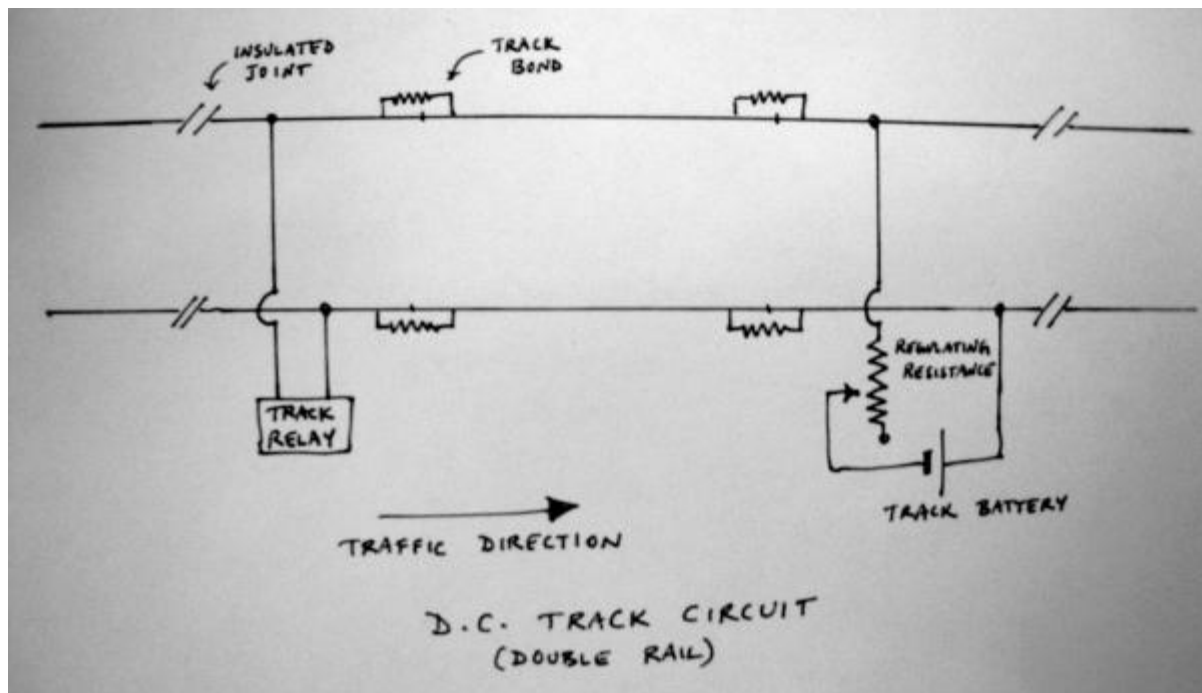 INSULATED
JOINT
TRACK
BOND
REGULATING
RESISTANCE
TRACK
RELAY
TRACK BATTERY
TRAFFIC DIRECTION
D.C. TRACK CIRCUIT
(DOUBLE RAIL)